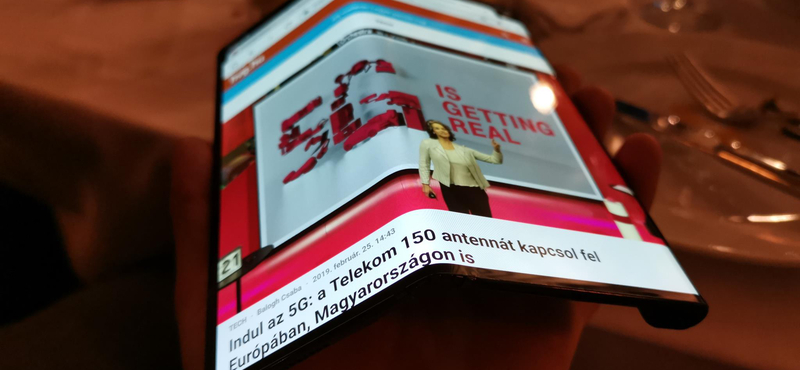 5G
IS
GETTING
REAL
21
TECH Balogh Csaba 2019. február. 25. 14:43
Indul az 5G: a Telekom 150 antennát kapcsol fel
Európában, Magyarországon is